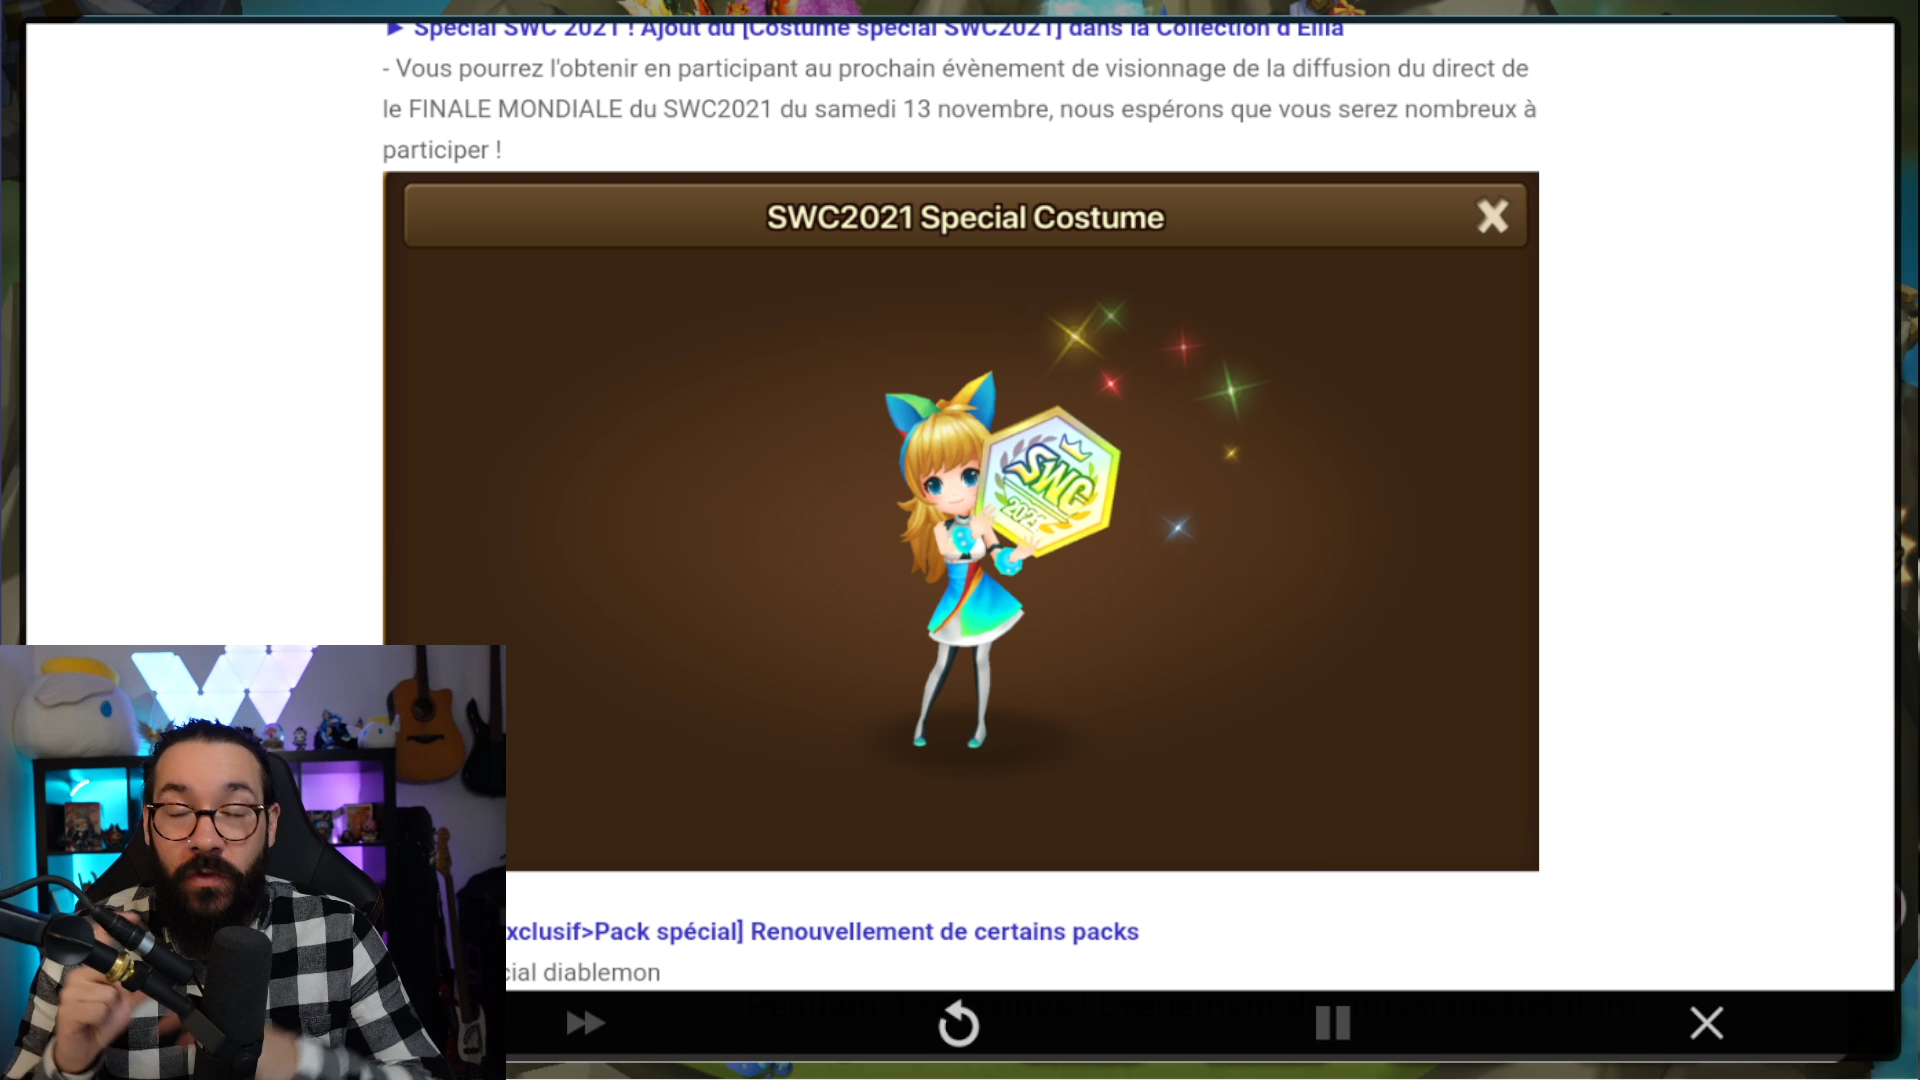 ► Spécial SWC 2021 ! Ajout du [Costume spécial SWC2021] dans la Collection d'Ellia
- Vous pourrez l'obtenir en participant au prochain évènement de visionnage de la diffusion du direct de
le FINALE MONDIALE du SWC2021 du samedi 13 novembre, nous espérons que vous serez nombreux à
participer !
SWC2021 Special Costume
SWC
2021
xclusif>Pack spécial] Renouvellement de certains packs
cial diablemon